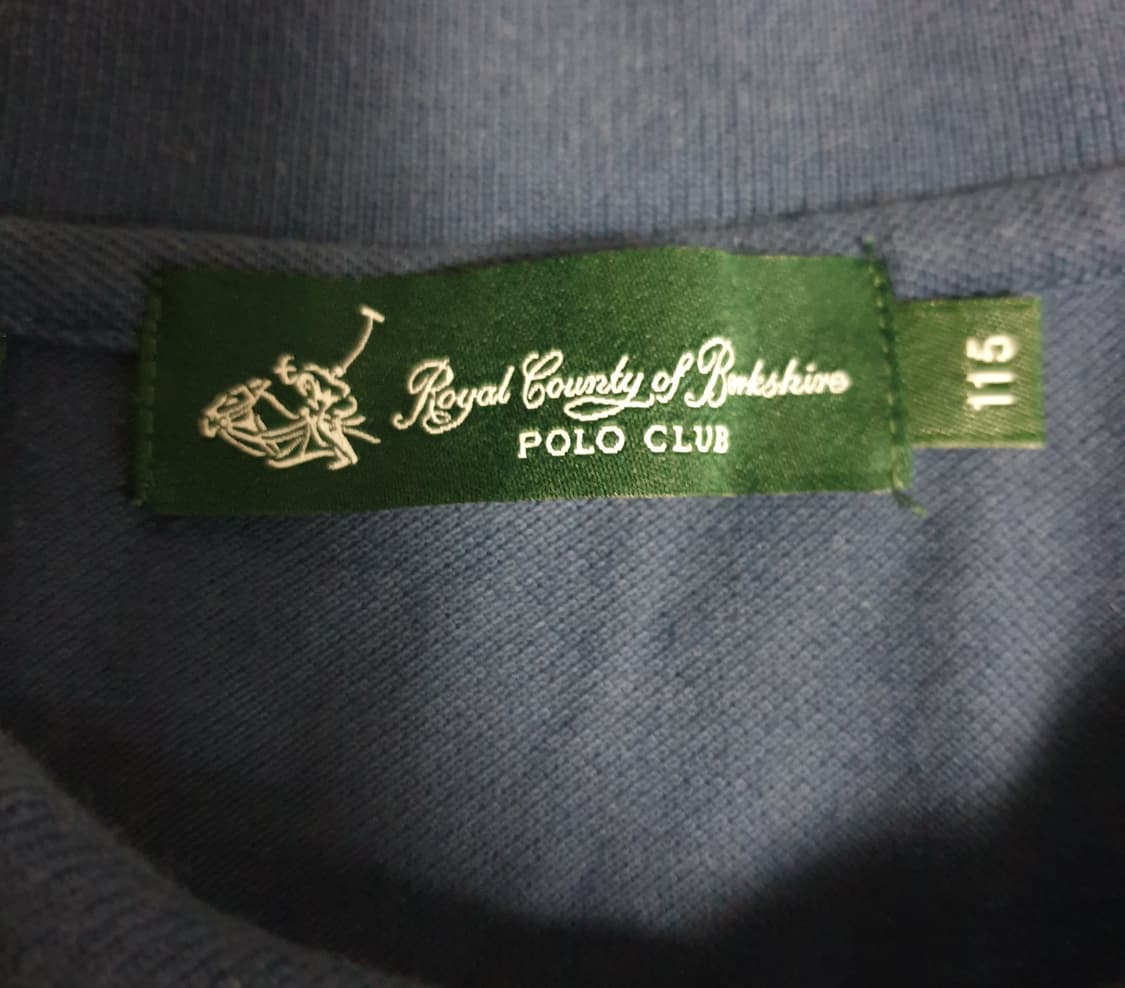 Royal County of Berkshire
POLO CLUB
115